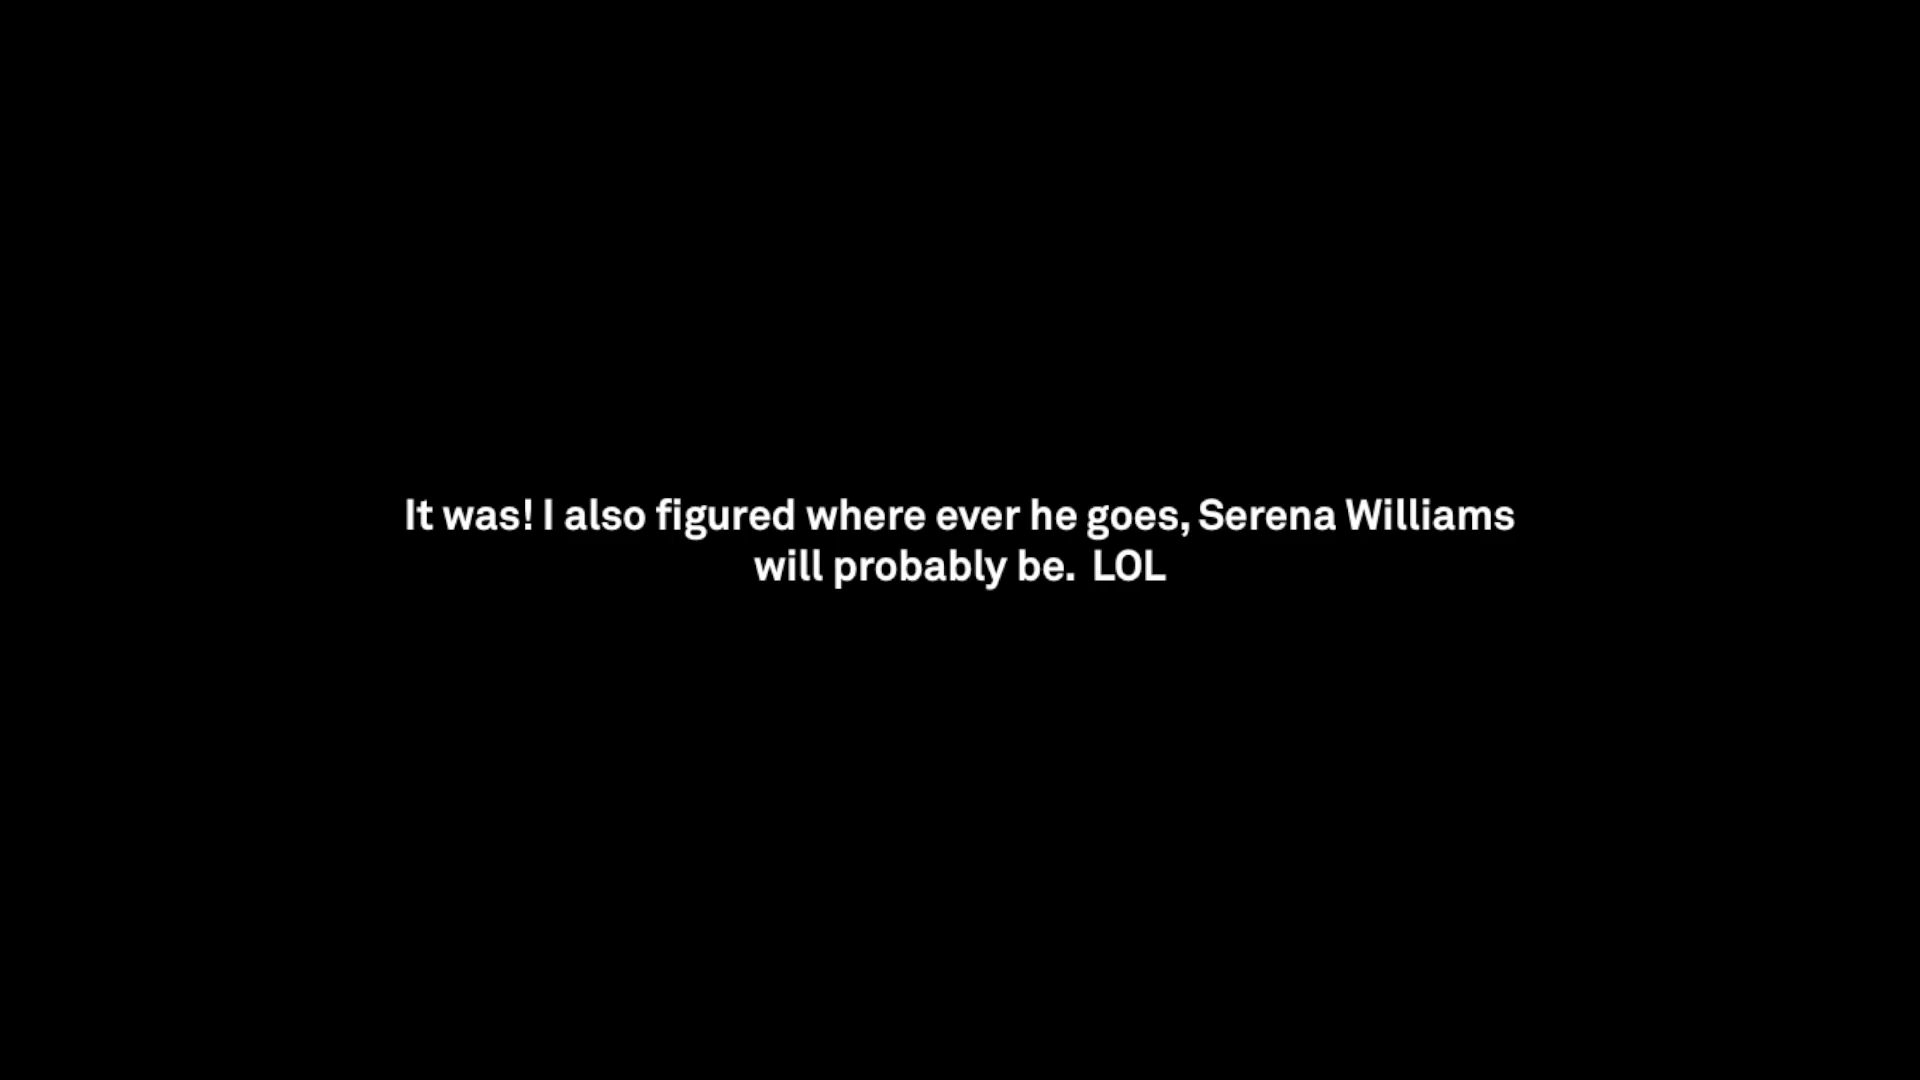 It was! I also figured where ever he goes, Serena Williams
will probably be.  LOL